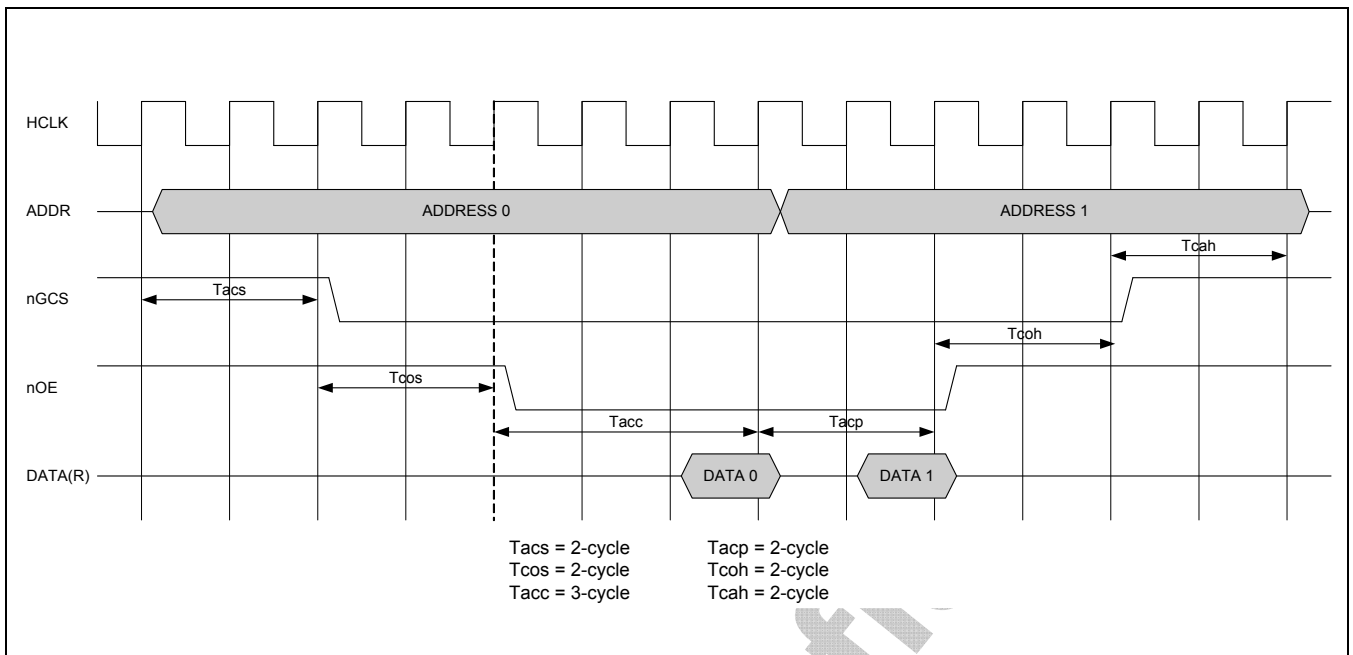 HCLK
ADDR
ADDRESS 0
ADDRESS 1
Tcah
nGCS
Tacs
Tcoh
nOE
Tcos
Tacc
Tacp
DATA(R)
DATA 0
DATA 1
Tacs = 2-cycle
Tacp = 2-cycle
Tcos = 2-cycle
Tcoh = 2-cycle
Tacc = 3-cycle
Tcah = 2-cycle